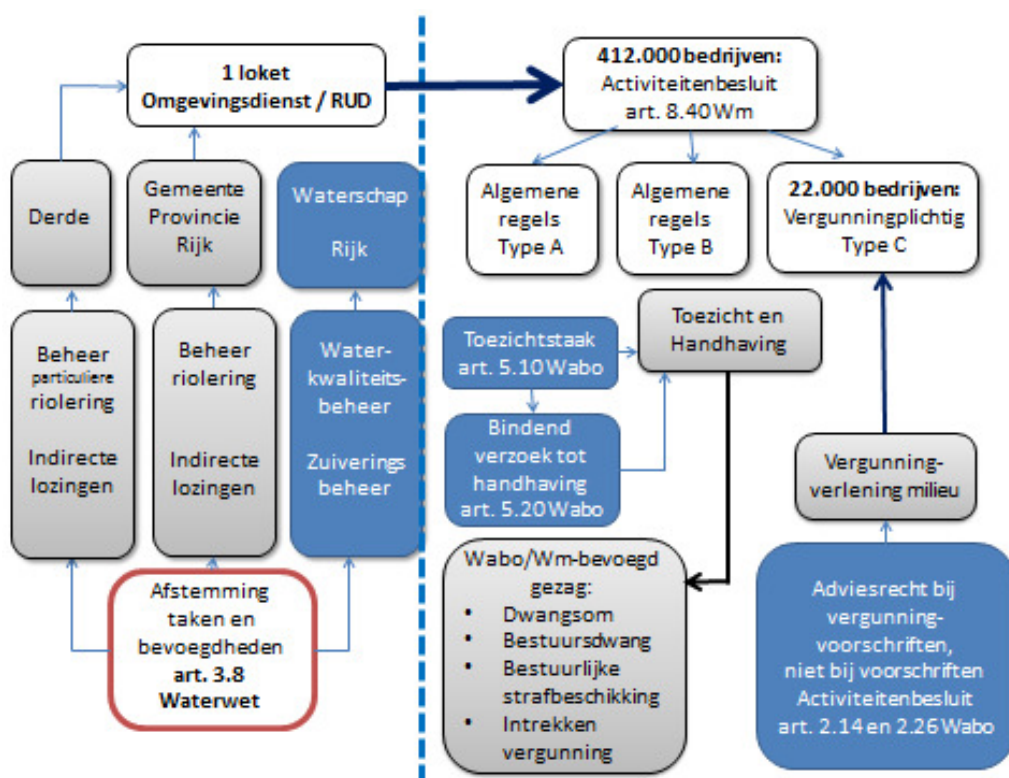 1 loket
Omgevingsdienst / RUD
412.000 bedrijven:
Activiteitenbesluit
art. 8.40 Wm
Derde
Gemeente
Provincie
Rijk
Waterschap
Rijk
Algemene
regels
Type A
Algemene
regels
Type B
22.000 bedrijven:
Vergunningplichtig
Type C
Beheer
particuliere
riolering
Indirecte
lozingen
Beheer
riolering
Indirecte
lozingen
Water-
kwaliteits-
beheer
Zuiverings
beheer
Toezichtstaak
art. 5.10 Wabo
Toezicht en
Handhaving
Bindend
verzoek tot
handhaving
art. 5.20 Wabo
Vergunning-
verlening milieu
Afstemming
taken en
bevoegdheden
art. 3.8
Waterwet
Wabo/Wm-bevoegd
gezag:
• Dwangsom
• Bestuursdwang
• Bestuurlijke
strafbeschikking
• Intrekken
vergunning
Adviesrecht bij
vergunning-
voorschriften,
niet bij voorschriften
Activiteitenbesluit
art. 2.14 en 2.26 Wabo